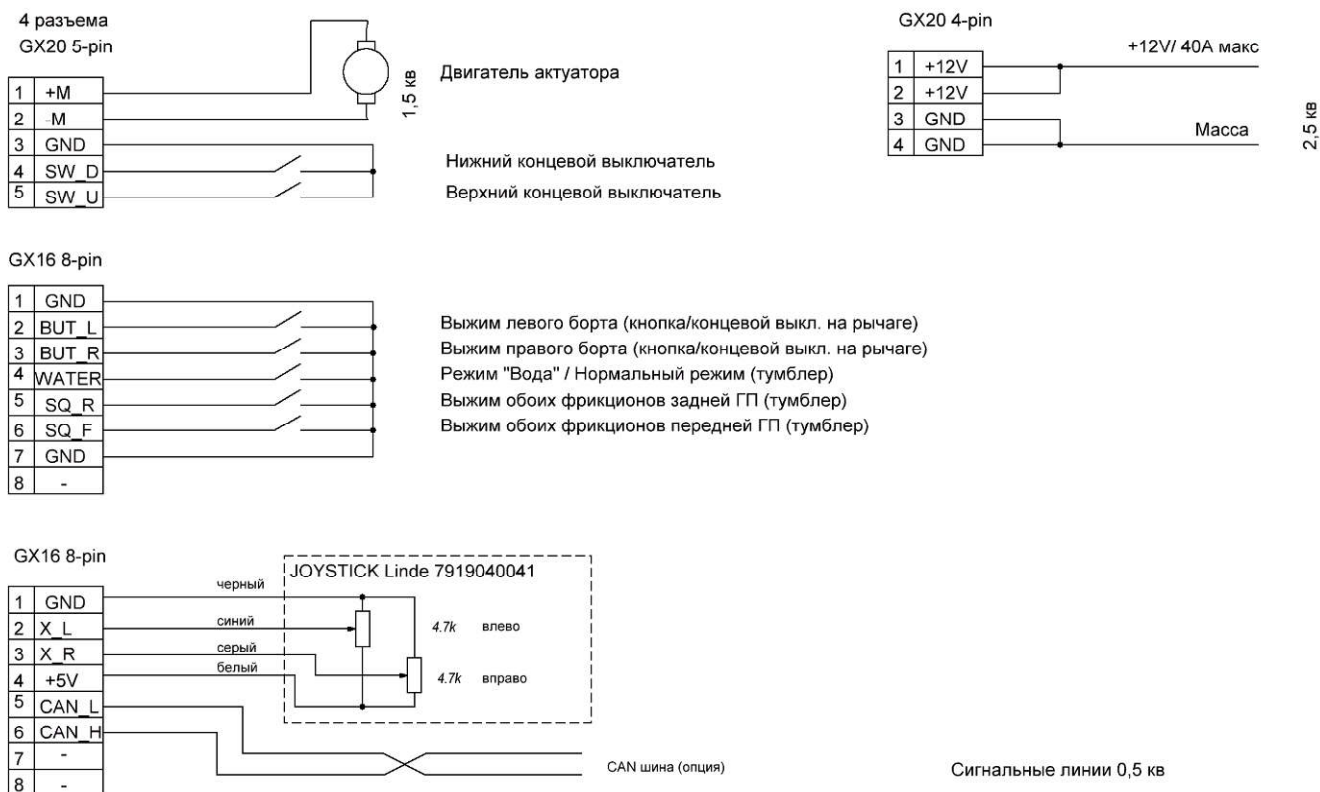 4 разъема
GX20 5-pin
1 +M
2 -M
3 GND
4 SW_D
5 SW_U
1,5 кв
Двигатель актуатора
Нижний концевой выключатель
Верхний концевой выключатель
GX20 4-pin
1 +12V
2 +12V
3 GND
4 GND
+12V/ 40A макс
Масса
2,5 кв
GX16 8-pin
1 GND
2 BUT_L
3 BUT_R
4 WATER
5 SQ_R
6 SQ_F
7 GND
8 -
Выжим левого борта (кнопка/концевой выкл. на рычаге)
Выжим правого борта (кнопка/концевой выкл. на рычаге)
Режим "Вода" / Нормальный режим (тумблер)
Выжим обоих фрикционов задней ГП (тумблер)
Выжим обоих фрикционов передней ГП (тумблер)
GX16 8-pin
1 GND
2 X_L
3 X_R
4 +5V
5 CAN_L
6 CAN_H
7 -
8 -
черный
синий
серый
белый
JOYSTICK Linde 7919040041
4.7k влево
4.7k вправо
CAN шина (опция)
Сигнальные линии 0,5 кв